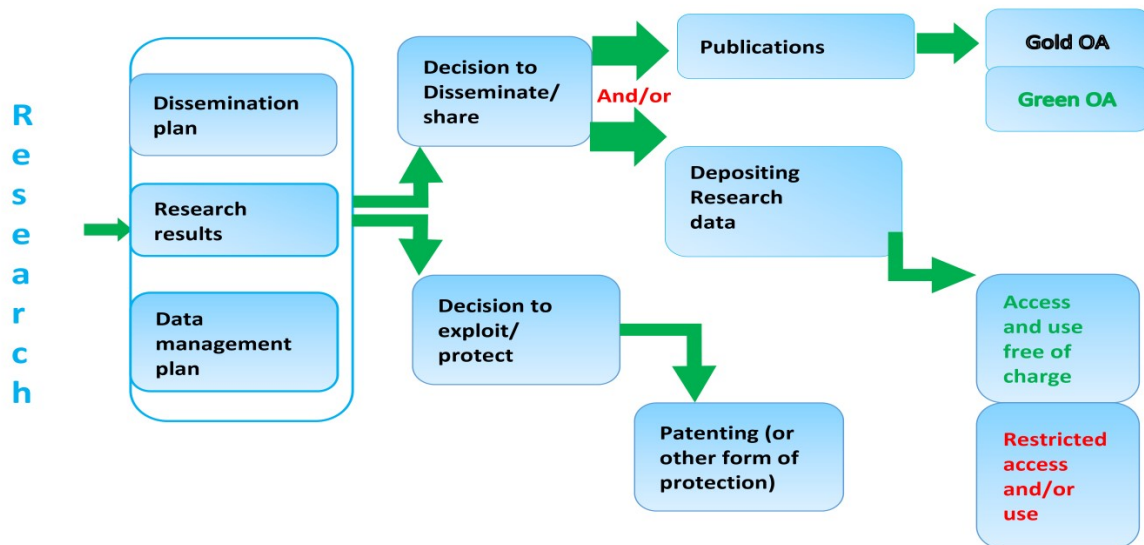 Research
Dissemination
plan
Research
results
Data
management
plan
Decision to
Disseminate/
share
And/or
Decision to
exploit/
protect
Publications
Depositing
Research
data
Patenting (or
other form of
protection)
Gold OA
Green OA
Access
and use
free of
charge
Restricted
access
and/or
use